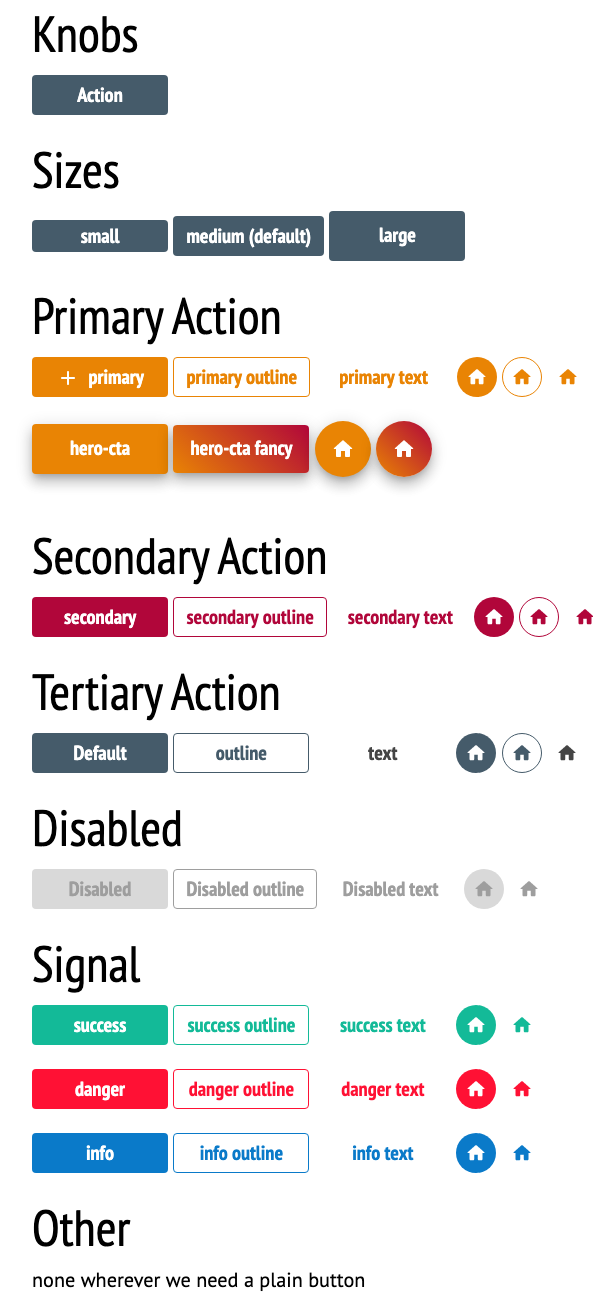 Knobs
Action
Sizes
small medium (default) large
Primary Action
+ primary primary outline primary text
hero-cta hero-cta fancy
Secondary Action
secondary secondary outline secondary text
Tertiary Action
Default outline text
Disabled
Disabled Disabled outline Disabled text
Signal
success success outline success text
danger danger outline danger text
info info outline info text
Other
none wherever we need a plain button